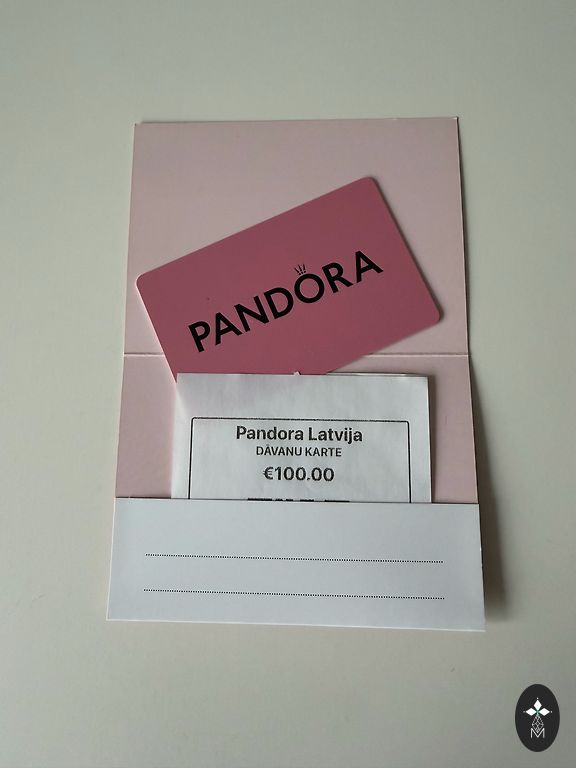 PANDORA
Pandora Latvija
DĀVANU KARTE
€100.00
M